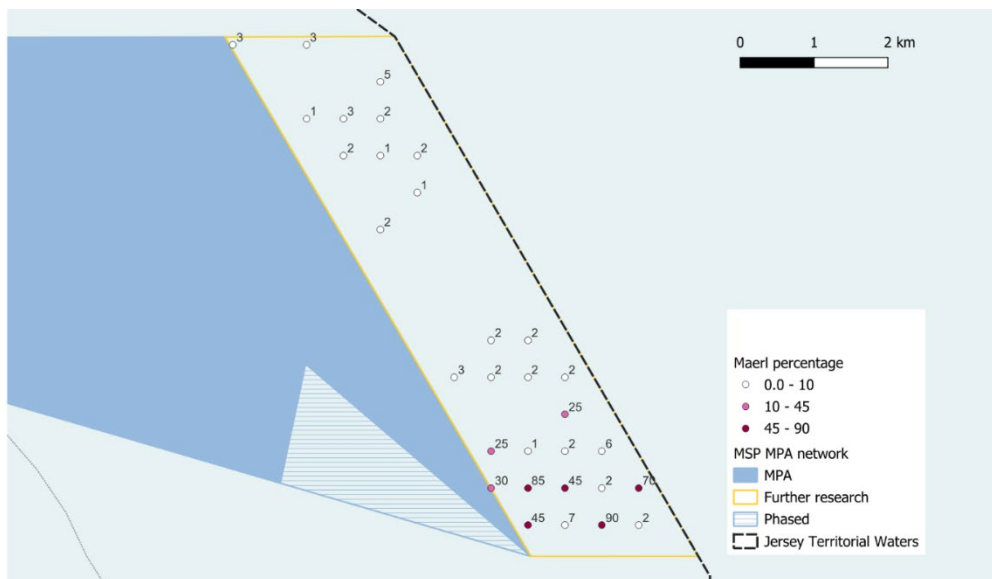 3 3
0 1 2 km
5
1 3 2
2 1 2
1
2
2 2
3 2 2 2
25
25 1 2 6
30 85 45 2 70
45 7 90 2
Maerl percentage
0.0 - 10
10 - 45
45 - 90
MSP MPA network
MPA
Further research
Phased
Jersey Territorial Waters